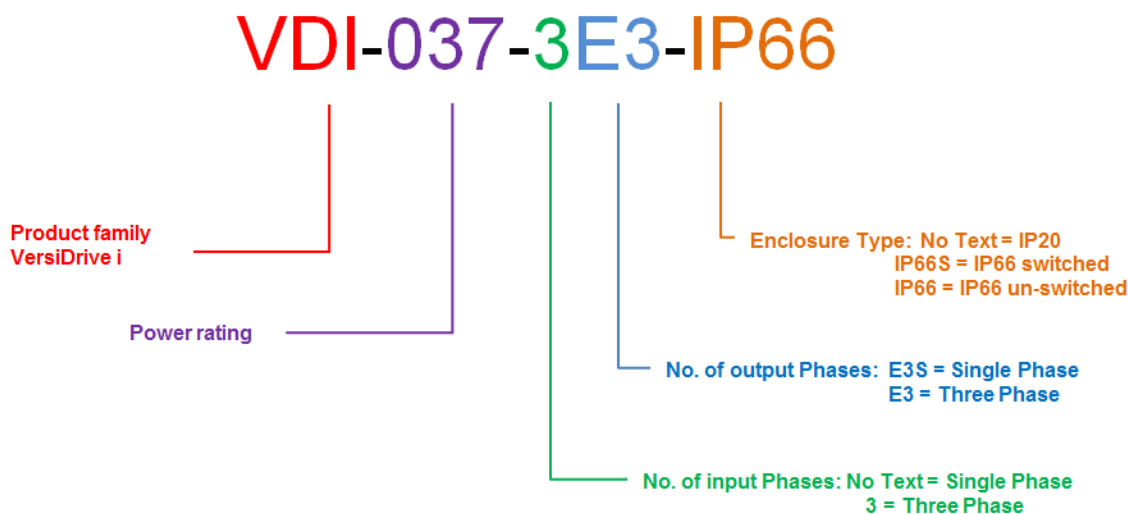 VDI-037-3E3-IP66
Product family
VersiDrive i
Enclosure Type: No Text = IP20
IP66S = IP66 switched
IP66 = IP66 un-switched
Power rating
No. of output Phases: E3S = Single Phase
E3 = Three Phase
No. of input Phases: No Text = Single Phase
3 = Three Phase